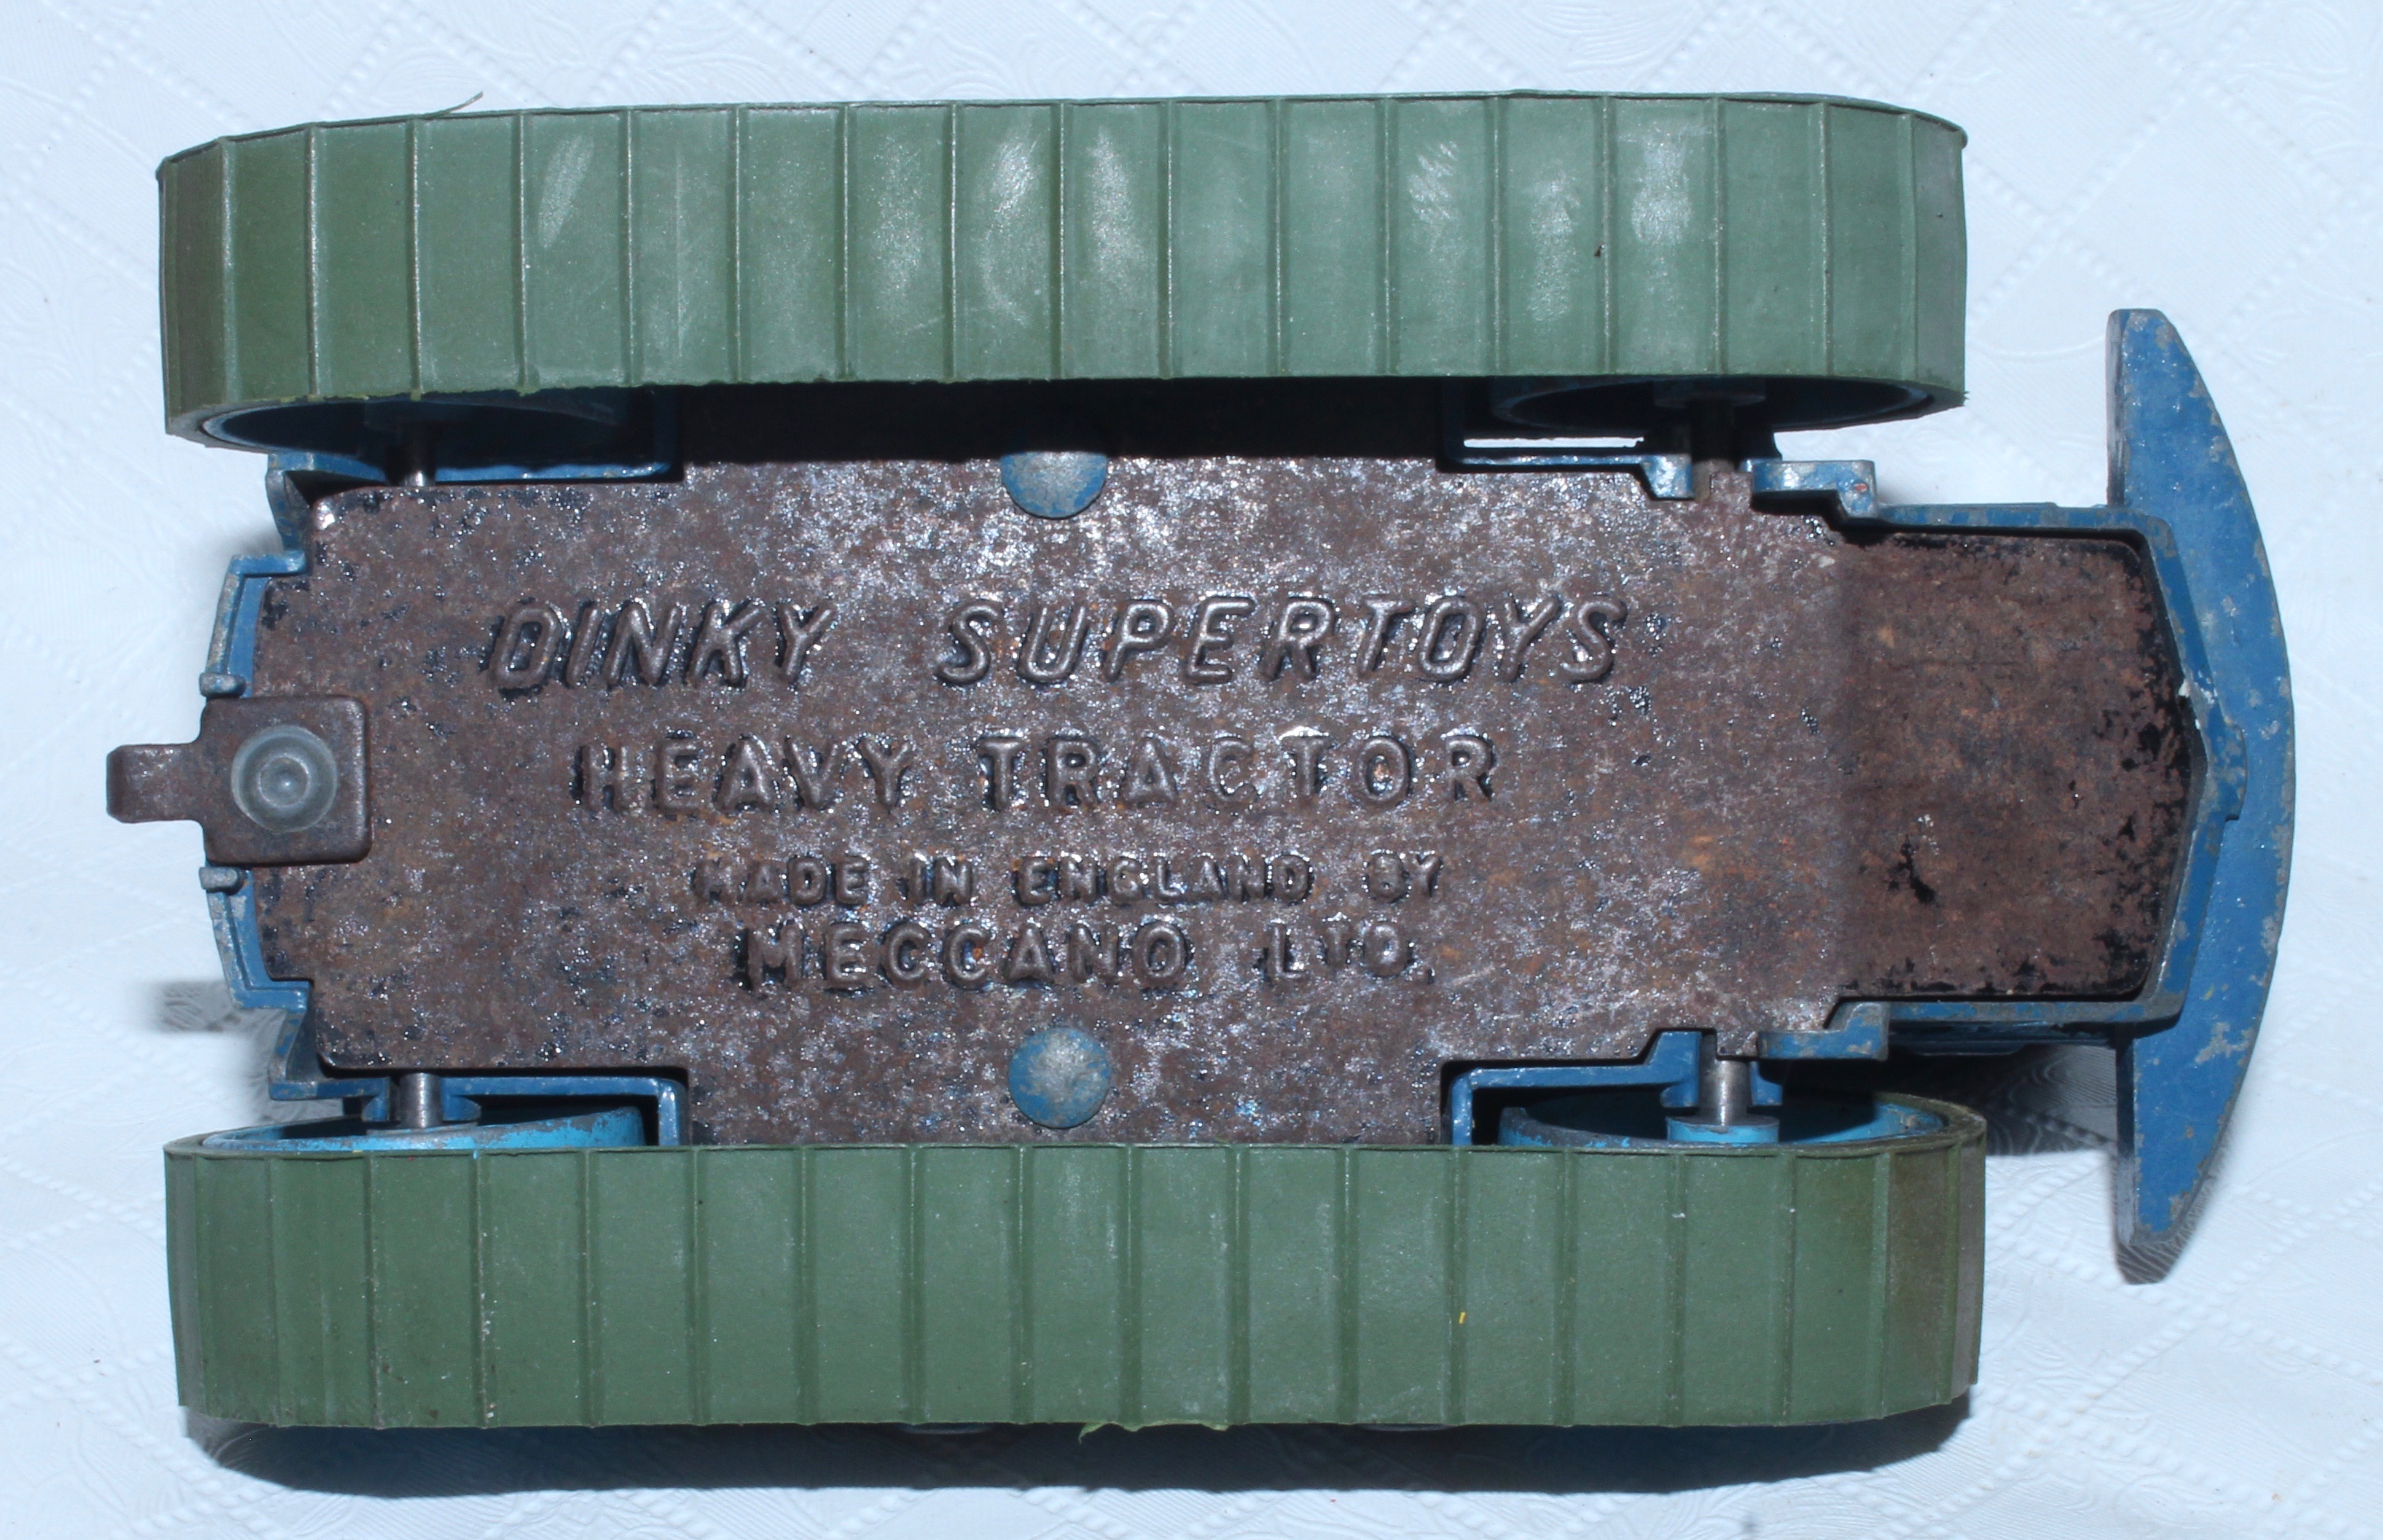 DINKY SUPERTOYS
HEAVY TRACTOR
MADE IN ENGLAND BY
MECCANO LTD.